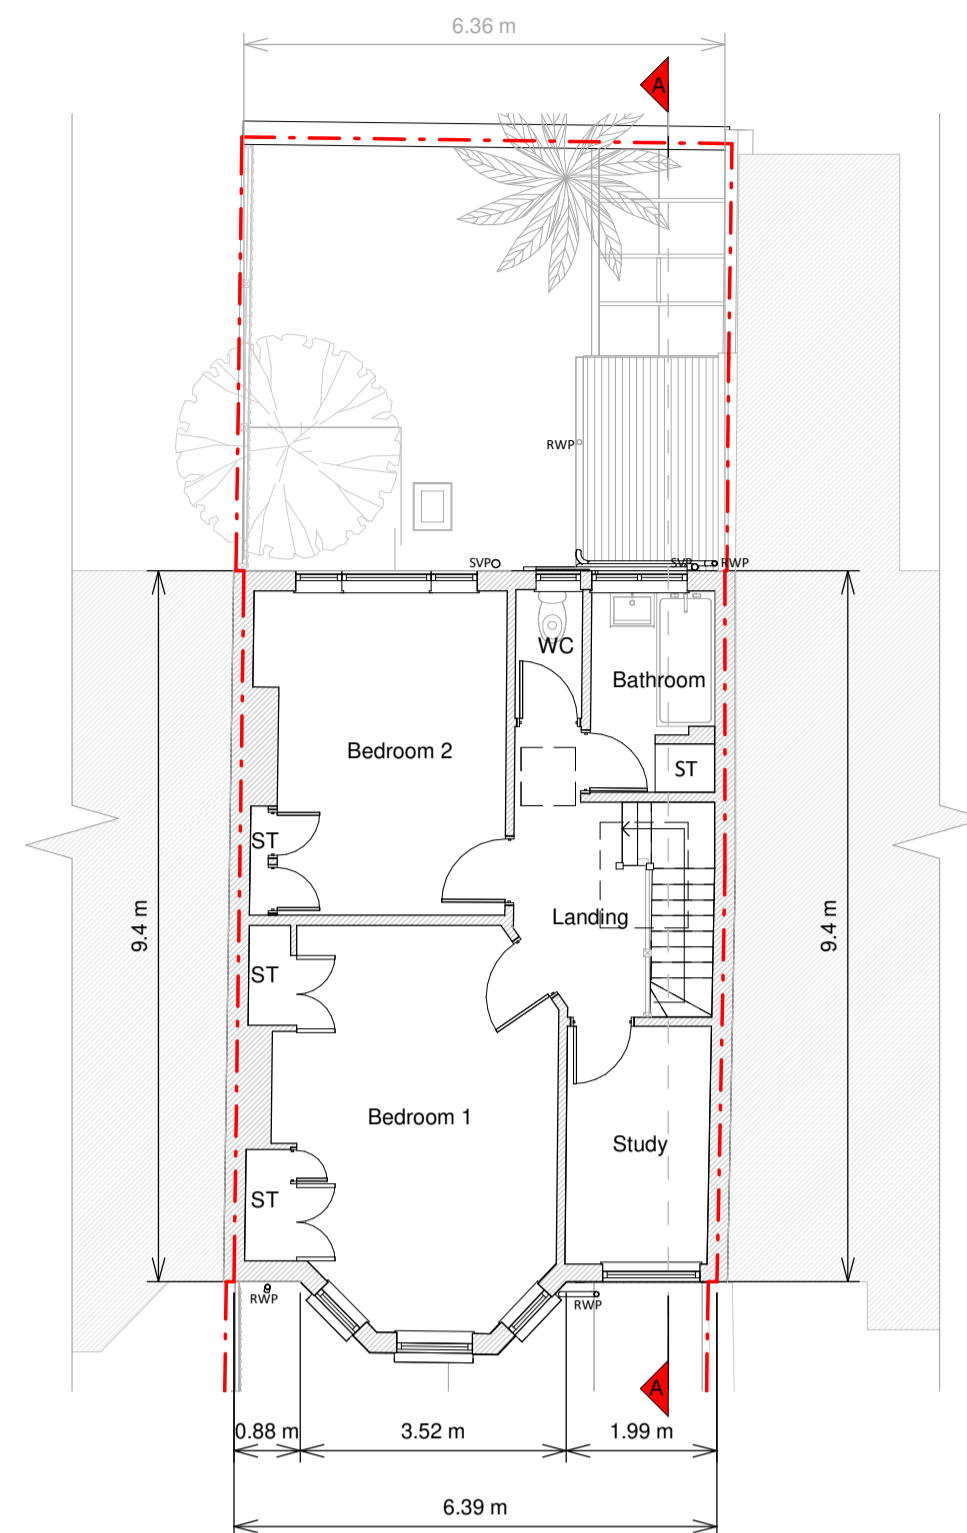 6.36 m
A
RWP
SVP
SVP
RWP
WC
Bathroom
Bedroom 2
ST
ST
Landing
9.4 m
9.4 m
ST
Bedroom 1
Study
ST
RWP
RWP
A
0.88 m
3.52 m
1.99 m
6.39 m